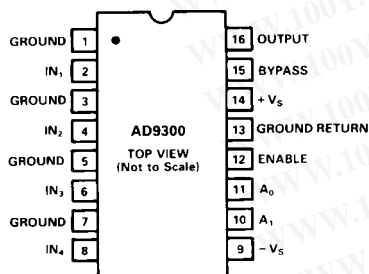 GROUND 1
IN₁ 2
GROUND 3
IN₂ 4
GROUND 5
IN₃ 6
GROUND 7
IN₄ 8
AD9300
TOP VIEW
(Not to Scale)
16 OUTPUT
15 BYPASS
14 +Vₛ
13 GROUND RETURN
12 ENABLE
11 A₀
10 A₁
9 −Vₛ